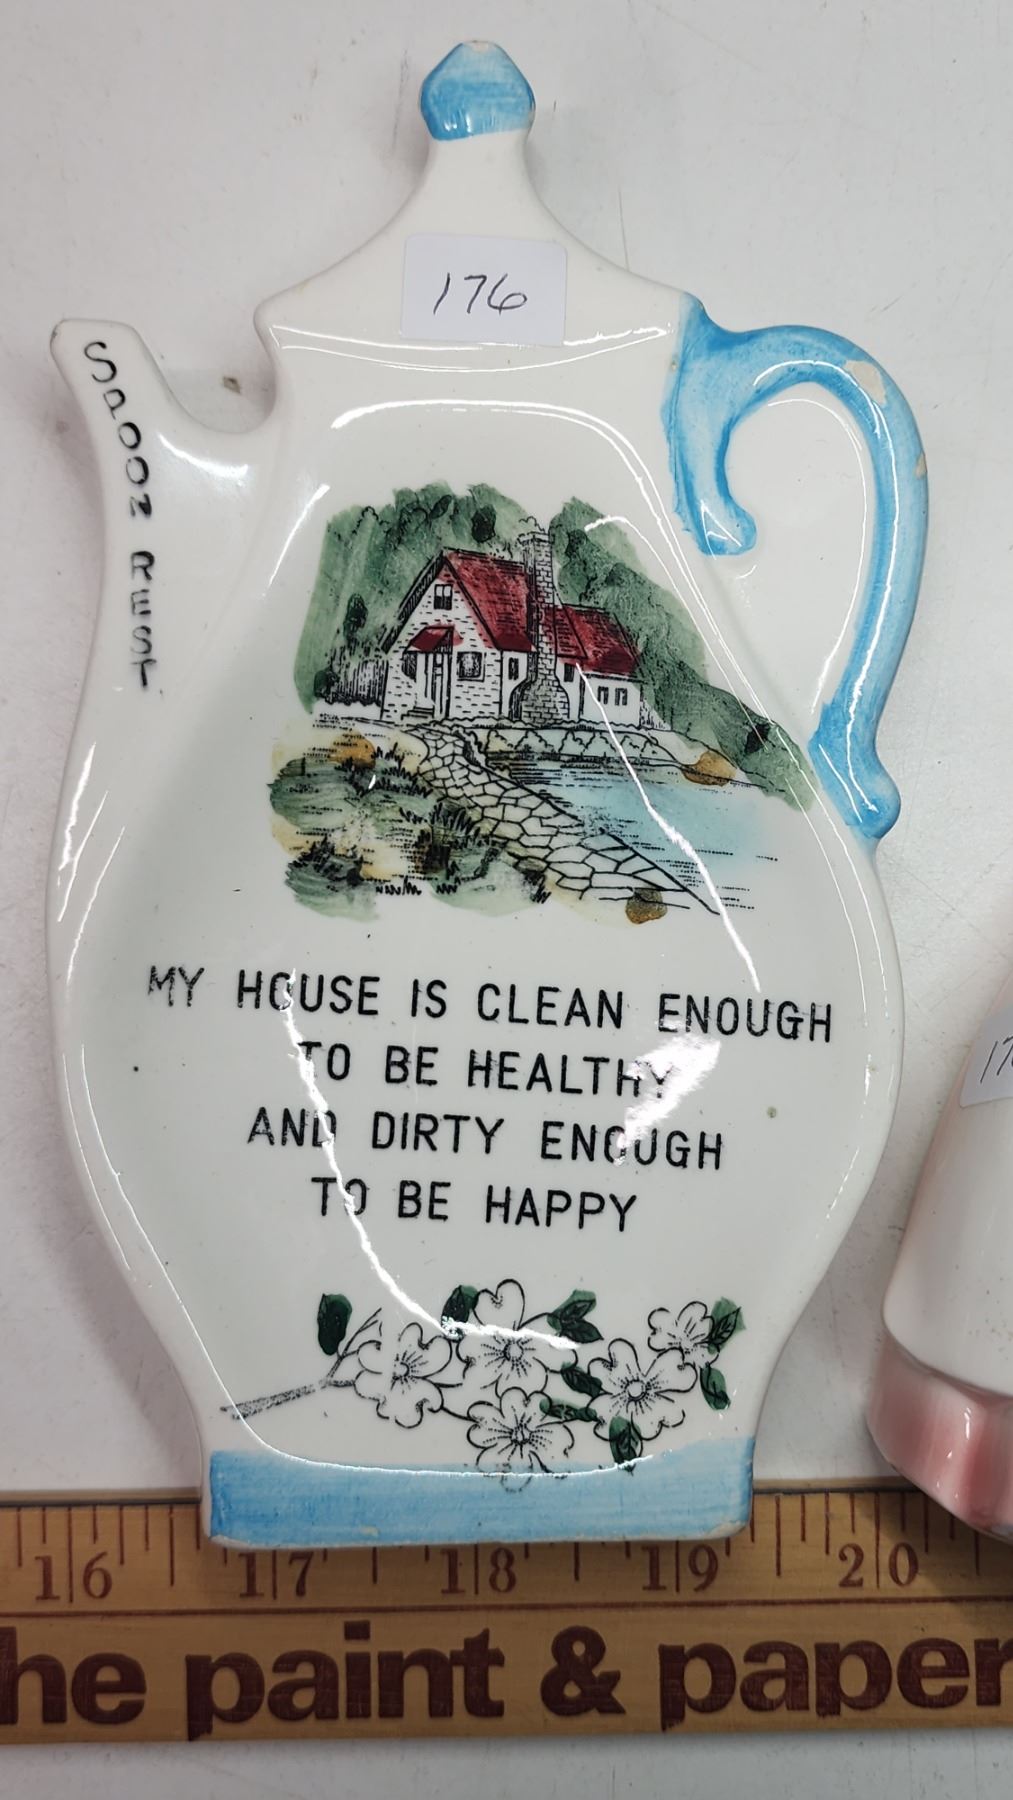 176
SPOON REST
MY HOUSE IS CLEAN ENOUGH
TO BE HEALTHY
AND DIRTY ENOUGH
TO BE HAPPY
16 17 18 19 20
he paint & paper